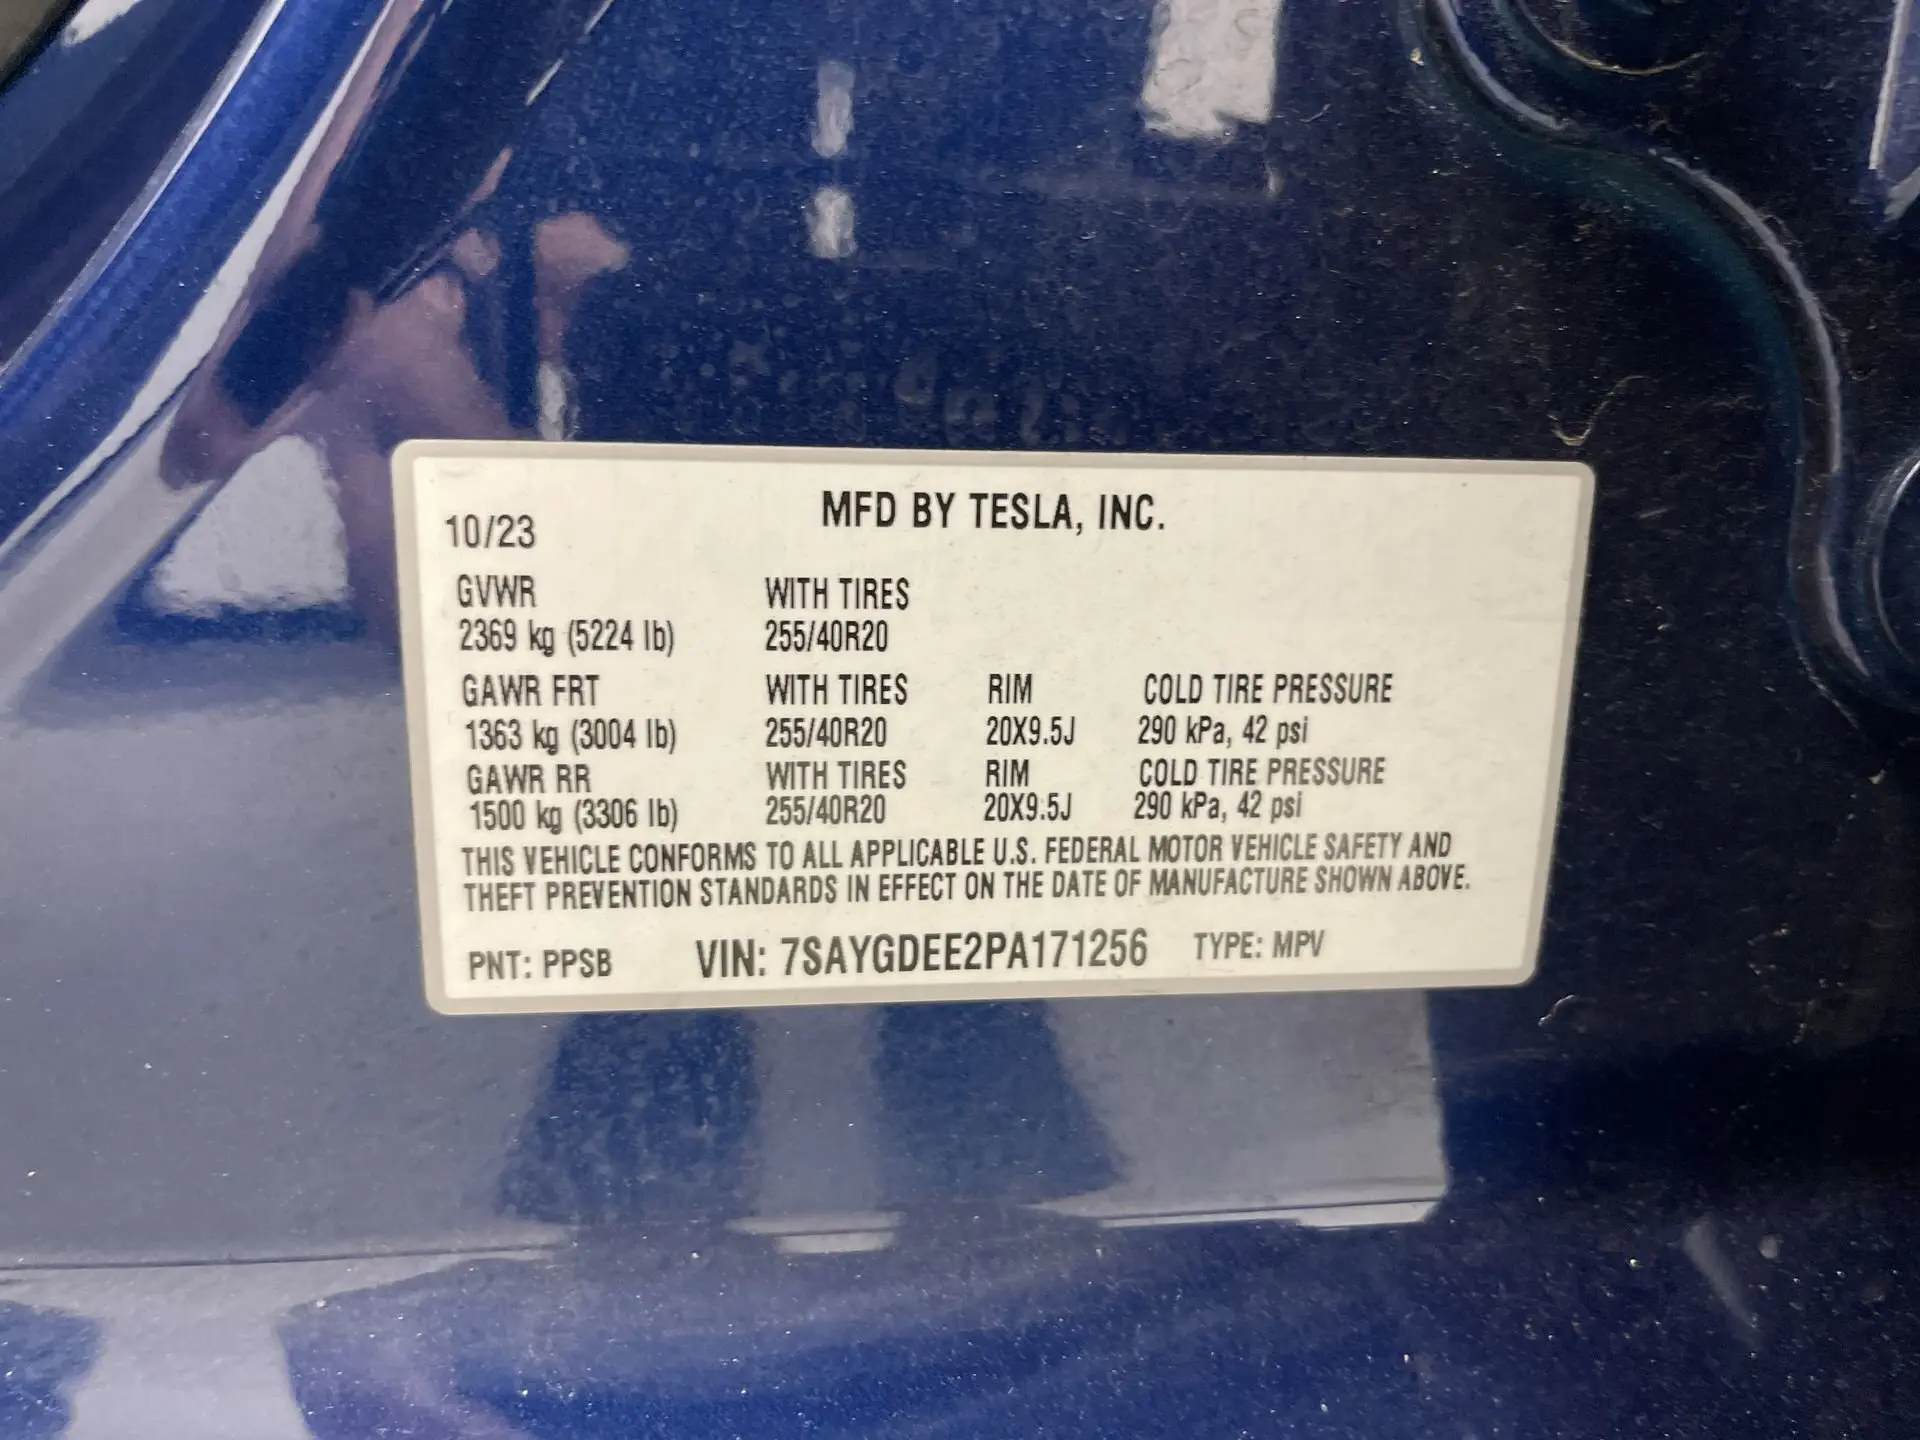 MFD BY TESLA, INC.
10/23
GVWR WITH TIRES
2369 kg (5224 lb) 255/40R20
GAWR FRT WITH TIRES RIM COLD TIRE PRESSURE
1363 kg (3004 lb) 255/40R20 20X9.5J 290 kPa, 42 psi
GAWR RR WITH TIRES RIM COLD TIRE PRESSURE
1500 kg (3306 lb) 255/40R20 20X9.5J 290 kPa, 42 psi
THIS VEHICLE CONFORMS TO ALL APPLICABLE U.S. FEDERAL MOTOR VEHICLE SAFETY AND
THEFT PREVENTION STANDARDS IN EFFECT ON THE DATE OF MANUFACTURE SHOWN ABOVE.
PNT: PPSB VIN: 7SAYGDEE2PA171256 TYPE: MPV